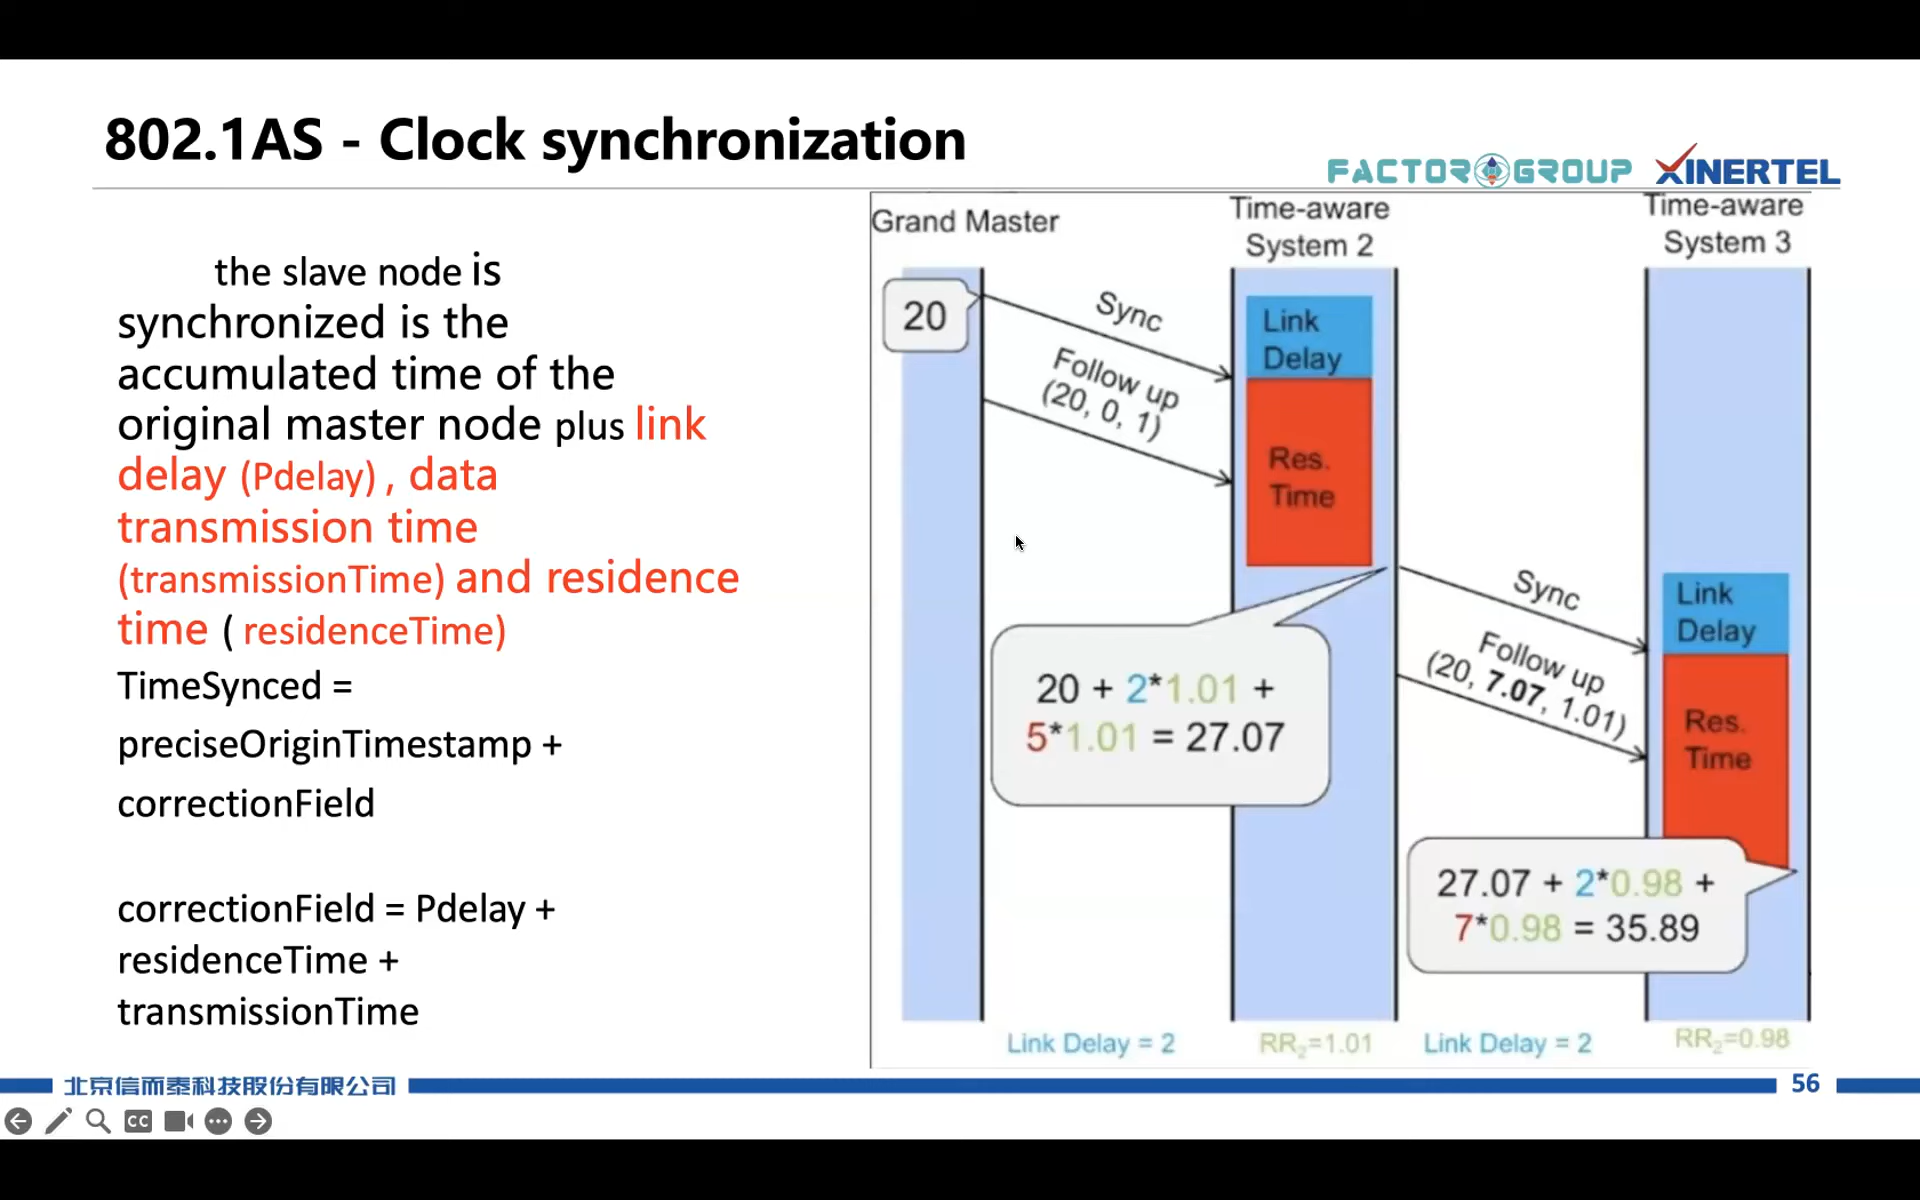 802.1AS - Clock synchronization
FACTOR GROUP
XINERTEL
the slave node is
synchronized is the
accumulated time of the
original master node plus link
delay (Pdelay) , data
transmission time
(transmissionTime) and residence
time ( residenceTime)
TimeSynced =
preciseOriginTimestamp +
correctionField
correctionField = Pdelay +
residenceTime +
transmissionTime
Grand Master
Time-aware
System 2
Time-aware
System 3
20
Sync
Follow up
(20, 0, 1)
Link
Delay
Res.
Time
20 + 2*1.01 +
5*1.01 = 27.07
Sync
Follow up
(20, 7.07, 1.01)
Link
Delay
Res.
Time
27.07 + 2*0.98 +
7*0.98 = 35.89
Link Delay = 2
RR2=1.01
Link Delay = 2
RR2=0.98
北京信而泰科技股份有限公司
56
CC